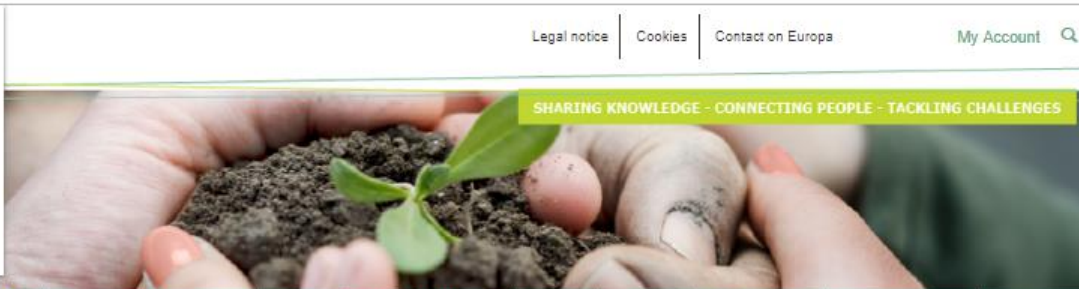 Legal notice Cookies Contact on Europa My Account
SHARING KNOWLEDGE - CONNECTING PEOPLE - TACKLING CHALLENGES